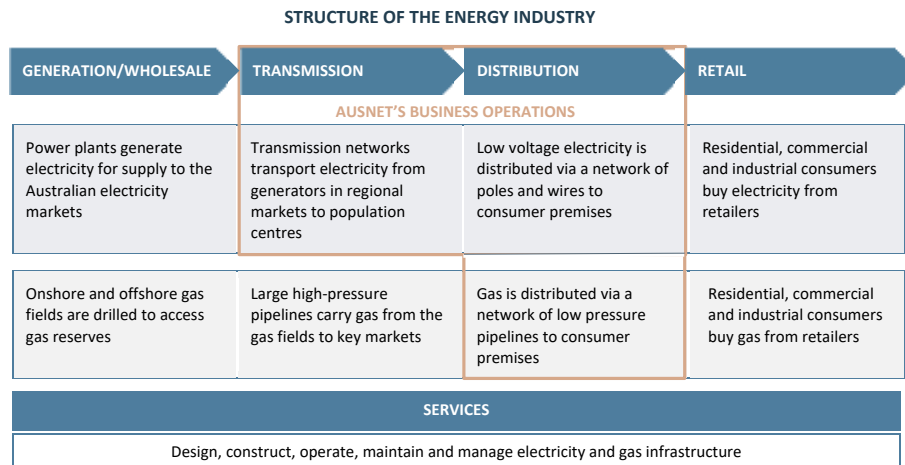 STRUCTURE OF THE ENERGY INDUSTRY
GENERATION/WHOLESALE
TRANSMISSION
DISTRIBUTION
RETAIL
AUSNET'S BUSINESS OPERATIONS
Power plants generate
electricity for supply to the
Australian electricity
markets
Transmission networks
transport electricity from
generators in regional
markets to population
centres
Low voltage electricity is
distributed via a network of
poles and wires to
consumer premises
Residential, commercial
and industrial consumers
buy electricity from
retailers
Onshore and offshore gas
fields are drilled to access
gas reserves
Large high-pressure
pipelines carry gas from the
gas fields to key markets
Gas is distributed via a
network of low pressure
pipelines to consumer
premises
Residential, commercial
and industrial consumers
buy gas from retailers
SERVICES
Design, construct, operate, maintain and manage electricity and gas infrastructure